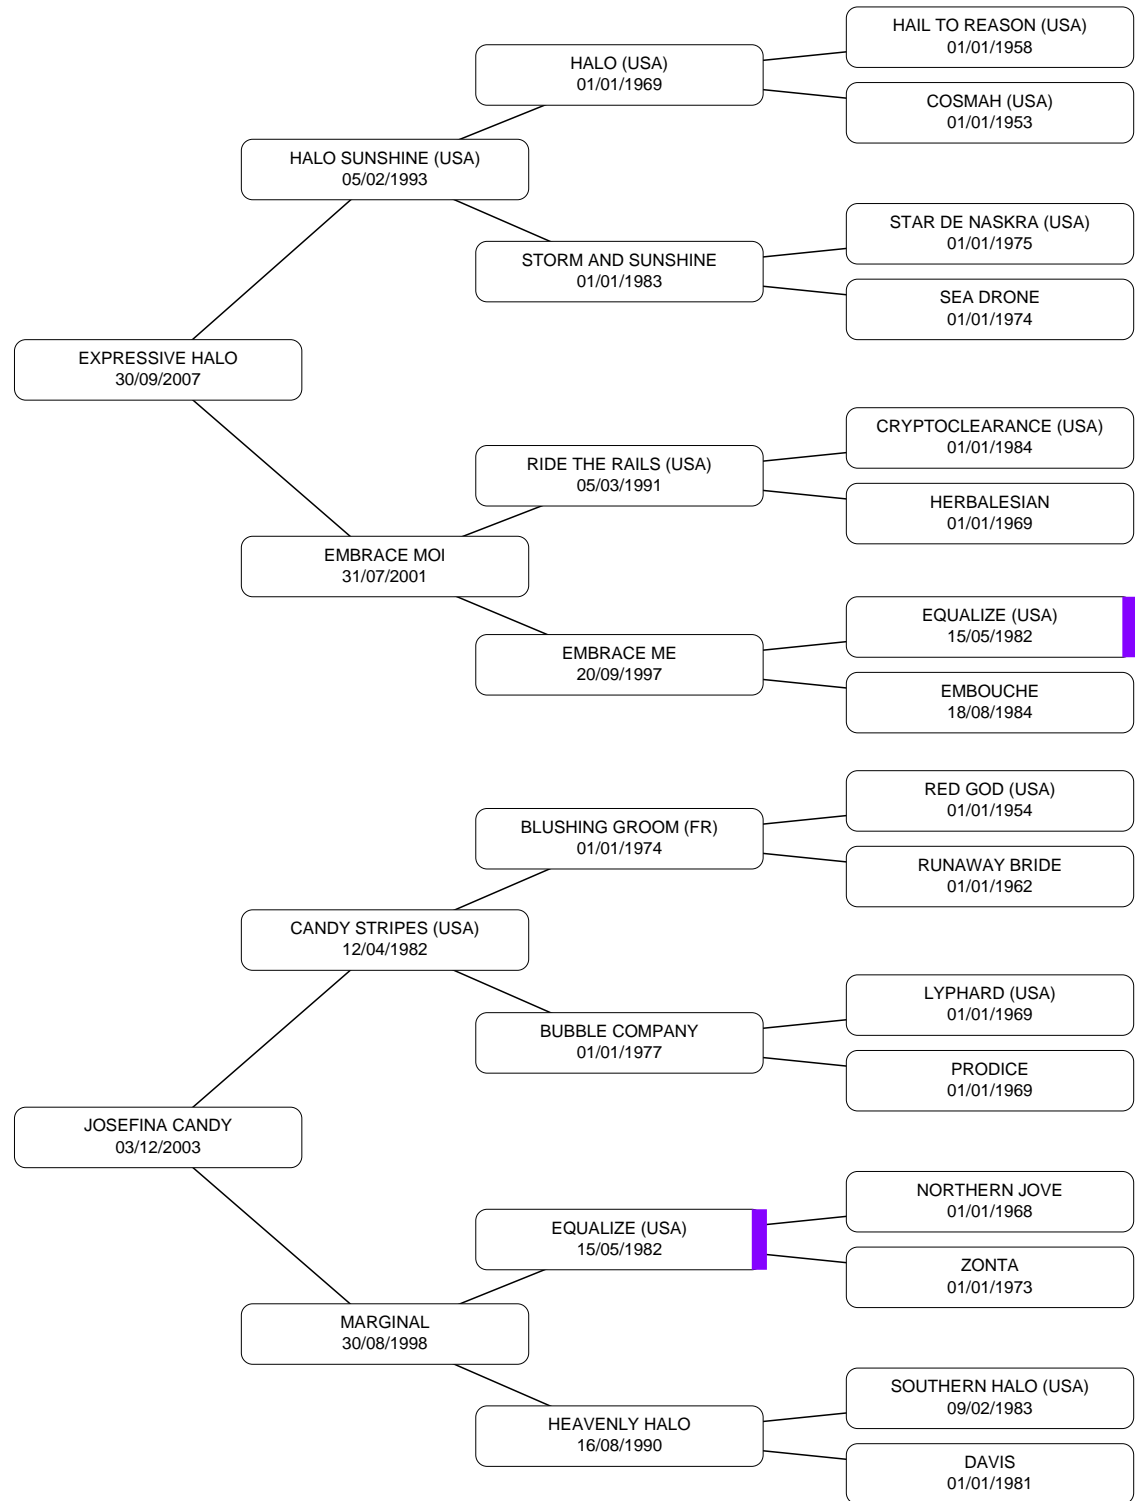 HAIL TO REASON (USA)
01/01/1958
HALO (USA)
01/01/1969
COSMAH (USA)
01/01/1953
HALO SUNSHINE (USA)
05/02/1993
STAR DE NASKRA (USA)
01/01/1975
STORM AND SUNSHINE
01/01/1983
SEA DRONE
01/01/1974
EXPRESSIVE HALO
30/09/2007
CRYPTOCLEARANCE (USA)
01/01/1984
RIDE THE RAILS (USA)
05/03/1991
HERBALESIAN
01/01/1969
EMBRACE MOI
31/07/2001
EQUALIZE (USA)
15/05/1982
EMBRACE ME
20/09/1997
EMBOUCHE
18/08/1984
RED GOD (USA)
01/01/1954
BLUSHING GROOM (FR)
01/01/1974
RUNAWAY BRIDE
01/01/1962
CANDY STRIPES (USA)
12/04/1982
LYPHARD (USA)
01/01/1969
BUBBLE COMPANY
01/01/1977
PRODICE
01/01/1969
JOSEFINA CANDY
03/12/2003
NORTHERN JOVE
01/01/1968
EQUALIZE (USA)
15/05/1982
ZONTA
01/01/1973
MARGINAL
30/08/1998
SOUTHERN HALO (USA)
09/02/1983
HEAVENLY HALO
16/08/1990
DAVIS
01/01/1981